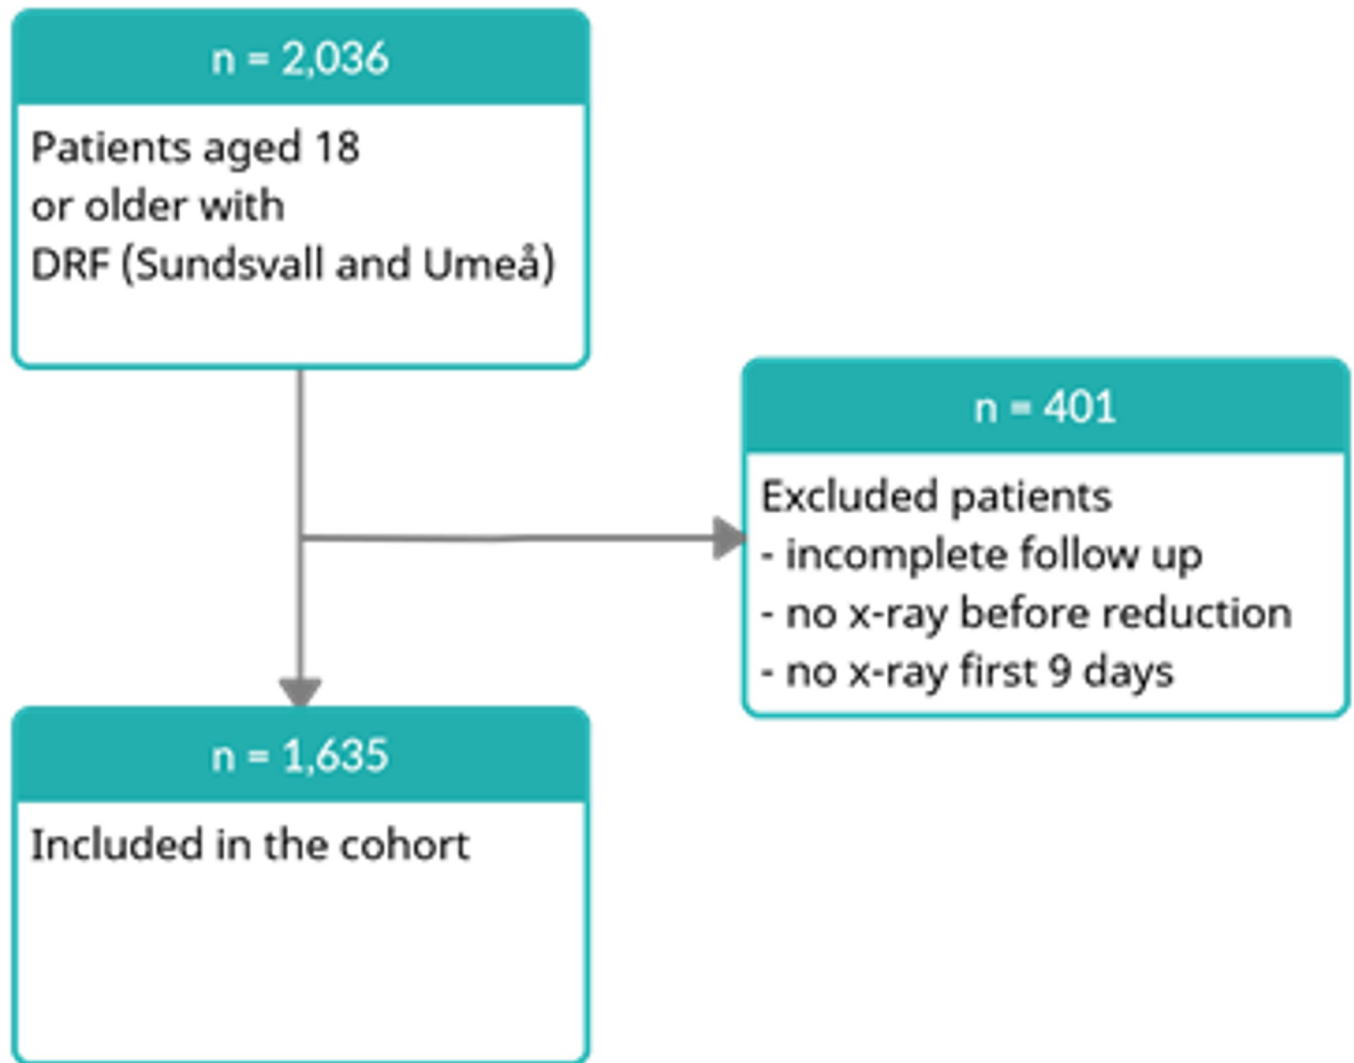 n = 2,036
Patients aged 18
or older with
DRF (Sundsvall and Umeå)
n = 401
Excluded patients
- incomplete follow up
- no x-ray before reduction
- no x-ray first 9 days
n = 1,635
Included in the cohort